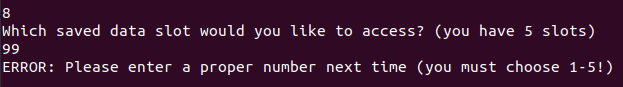 8
Which saved data slot would you like to access? (you have 5 slots)
99
ERROR: Please enter a proper number next time (you must choose 1-5!)